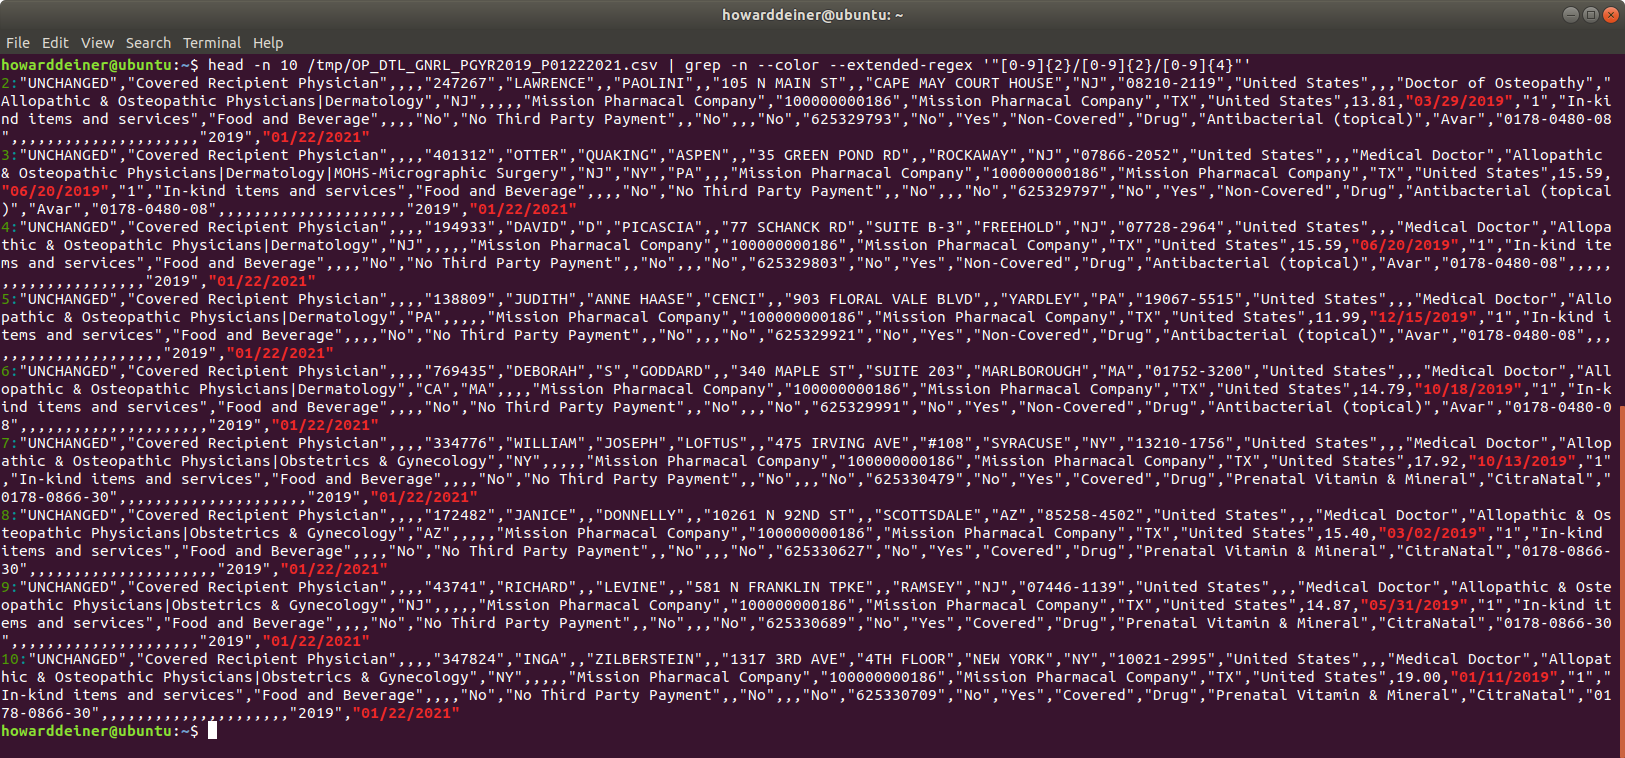 howarddeiner@ubuntu: ~
File Edit View Search Terminal Help
howarddeiner@ubuntu:~$ head -n 10 /tmp/OP_DTL_GNRL_PGYR2019_P01222021.csv | grep -n --color --extended-regex '"[0-9]{2}/[0-9]{2}/[0-9]{4}"'
2:"UNCHANGED","Covered Recipient Physician",,,,"247267","LAWRENCE",,"PAOLINI",,"105 N MAIN ST",,"CAPE MAY COURT HOUSE","NJ","08210-2119","United States",,,"Doctor of Osteopathy","
Allopathic & Osteopathic Physicians|Dermatology","NJ",,,,,"Mission Pharmacal Company","100000000186","Mission Pharmacal Company","TX","United States",13.81,"03/29/2019","1","In-ki
nd items and services","Food and Beverage",,,,"No","No Third Party Payment",,"No",,,"No","625329793","No","Yes","Non-Covered","Drug","Antibacterial (topical)","Avar","0178-0480-08
",,,,,,,,,,,,,,,,,,,,,"2019","01/22/2021"
3:"UNCHANGED","Covered Recipient Physician",,,,"401312","OTTER","QUAKING","ASPEN",,"35 GREEN POND RD",,"ROCKAWAY","NJ","07866-2052","United States",,,"Medical Doctor","Allopathic 
& Osteopathic Physicians|Dermatology|MOHS-Micrographic Surgery","NJ","NY","PA",,,"Mission Pharmacal Company","100000000186","Mission Pharmacal Company","TX","United States",15.59,
"06/20/2019","1","In-kind items and services","Food and Beverage",,,,"No","No Third Party Payment",,"No",,,"No","625329797","No","Yes","Non-Covered","Drug","Antibacterial (topical
)","Avar","0178-0480-08",,,,,,,,,,,,,,,,,,,,,"2019","01/22/2021"
4:"UNCHANGED","Covered Recipient Physician",,,,"194933","DAVID","D","PICASCIA",,"77 SCHANCK RD","SUITE B-3","FREEHOLD","NJ","07728-2964","United States",,,"Medical Doctor","Allopa
thic & Osteopathic Physicians|Dermatology","NJ",,,,,"Mission Pharmacal Company","100000000186","Mission Pharmacal Company","TX","United States",15.59,"06/20/2019","1","In-kind ite
ms and services","Food and Beverage",,,,"No","No Third Party Payment",,"No",,,"No","625329803","No","Yes","Non-Covered","Drug","Antibacterial (topical)","Avar","0178-0480-08",,,,,
,,,,,,,,,,,,,,,,"2019","01/22/2021"
5:"UNCHANGED","Covered Recipient Physician",,,,"138809","JUDITH","ANNE HAASE","CENCI",,"903 FLORAL VALE BLVD",,"YARDLEY","PA","19067-5515","United States",,,"Medical Doctor","Allo
pathic & Osteopathic Physicians|Dermatology","PA",,,,,"Mission Pharmacal Company","100000000186","Mission Pharmacal Company","TX","United States",11.99,"12/15/2019","1","In-kind i
tems and services","Food and Beverage",,,,"No","No Third Party Payment",,"No",,,"No","625329921","No","Yes","Non-Covered","Drug","Antibacterial (topical)","Avar","0178-0480-08",,,
,,,,,,,,,,,,,,,,,,"2019","01/22/2021"
6:"UNCHANGED","Covered Recipient Physician",,,,"769435","DEBORAH","S","GODDARD",,"340 MAPLE ST","SUITE 203","MARLBOROUGH","MA","01752-3200","United States",,,"Medical Doctor","All
opathic & Osteopathic Physicians|Dermatology","CA","MA",,,,"Mission Pharmacal Company","100000000186","Mission Pharmacal Company","TX","United States",14.79,"10/18/2019","1","In-k
ind items and services","Food and Beverage",,,,"No","No Third Party Payment",,"No",,,"No","625329991","No","Yes","Non-Covered","Drug","Antibacterial (topical)","Avar","0178-0480-0
8",,,,,,,,,,,,,,,,,,,,,"2019","01/22/2021"
7:"UNCHANGED","Covered Recipient Physician",,,,"334776","WILLIAM","JOSEPH","LOFTUS",,"475 IRVING AVE","#108","SYRACUSE","NY","13210-1756","United States",,,"Medical Doctor","Allop
athic & Osteopathic Physicians|Obstetrics & Gynecology","NY",,,,,"Mission Pharmacal Company","100000000186","Mission Pharmacal Company","TX","United States",17.92,"10/13/2019","1"
,"In-kind items and services","Food and Beverage",,,,"No","No Third Party Payment",,"No",,,"No","625330479","No","Yes","Covered","Drug","Prenatal Vitamin & Mineral","CitraNatal","
0178-0866-30",,,,,,,,,,,,,,,,,,,,,"2019","01/22/2021"
8:"UNCHANGED","Covered Recipient Physician",,,,"172482","JANICE",,"DONNELLY",,"10261 N 92ND ST",,"SCOTTSDALE","AZ","85258-4502","United States",,,"Medical Doctor","Allopathic & Os
teopathic Physicians|Obstetrics & Gynecology","AZ",,,,,"Mission Pharmacal Company","100000000186","Mission Pharmacal Company","TX","United States",15.40,"03/02/2019","1","In-kind 
items and services","Food and Beverage",,,,"No","No Third Party Payment",,"No",,,"No","625330627","No","Yes","Covered","Drug","Prenatal Vitamin & Mineral","CitraNatal","0178-0866-
30",,,,,,,,,,,,,,,,,,,,,"2019","01/22/2021"
9:"UNCHANGED","Covered Recipient Physician",,,,"43741","RICHARD",,"LEVINE",,"581 N FRANKLIN TPKE",,"RAMSEY","NJ","07446-1139","United States",,,"Medical Doctor","Allopathic & Oste
opathic Physicians|Obstetrics & Gynecology","NJ",,,,,"Mission Pharmacal Company","100000000186","Mission Pharmacal Company","TX","United States",14.87,"05/31/2019","1","In-kind it
ems and services","Food and Beverage",,,,"No","No Third Party Payment",,"No",,,"No","625330689","No","Yes","Covered","Drug","Prenatal Vitamin & Mineral","CitraNatal","0178-0866-30
",,,,,,,,,,,,,,,,,,,,,"2019","01/22/2021"
10:"UNCHANGED","Covered Recipient Physician",,,,"347824","INGA",,"ZILBERSTEIN",,"1317 3RD AVE","4TH FLOOR","NEW YORK","NY","10021-2995","United States",,,"Medical Doctor","Allopat
hic & Osteopathic Physicians|Obstetrics & Gynecology","NY",,,,,"Mission Pharmacal Company","100000000186","Mission Pharmacal Company","TX","United States",19.00,"01/11/2019","1","
In-kind items and services","Food and Beverage",,,,"No","No Third Party Payment",,"No",,,"No","625330709","No","Yes","Covered","Drug","Prenatal Vitamin & Mineral","CitraNatal","01
78-0866-30",,,,,,,,,,,,,,,,,,,,,"2019","01/22/2021"
howarddeiner@ubuntu:~$